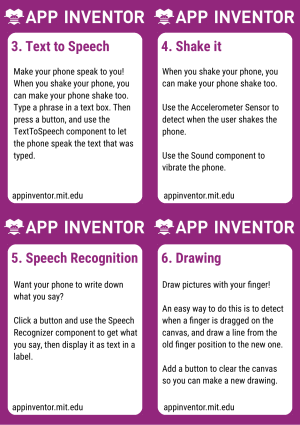 APP INVENTOR
3. Text to Speech
Make your phone speak to you!
When you shake your phone, you
can make your phone shake too.
Type a phrase in a text box. Then
press a button, and use the
TextToSpeech component to let
the phone speak the text that was
typed.
appinventor.mit.edu
APP INVENTOR
4. Shake it
When you shake your phone, you
can make your phone shake too.
Use the Accelerometer Sensor to
detect when the user shakes the
phone.
Use the Sound component to
vibrate the phone.
appinventor.mit.edu
APP INVENTOR
5. Speech Recognition
Want your phone to write down
what you say?
Click a button and use the Speech
Recognizer component to get what
you say, then display it as text in a
label.
appinventor.mit.edu
APP INVENTOR
6. Drawing
Draw pictures with your finger!
An easy way to do this is to detect
when a finger is dragged on the
canvas, and draw a line from the
old finger position to the new one.
Add a button to clear the canvas
so you can make a new drawing.
appinventor.mit.edu